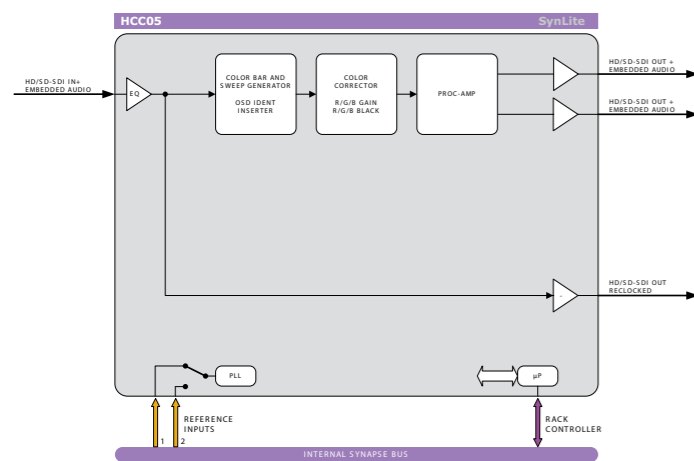 HCC05
SynLite
HD/SD-SDI IN+
EMBEDDED AUDIO
EQ
COLOR BAR AND
SWEEP GENERATOR
OSD IDENT
INSERTER
COLOR
CORRECTOR
R/G/B GAIN
R/G/B BLACK
PROC-AMP
HD/SD-SDI OUT +
EMBEDDED AUDIO
HD/SD-SDI OUT +
EMBEDDED AUDIO
HD/SD-SDI OUT
RECLOCKED
PLL
µP
REFERENCE
INPUTS
1
2
RACK
CONTROLLER
INTERNAL SYNAPSE BUS